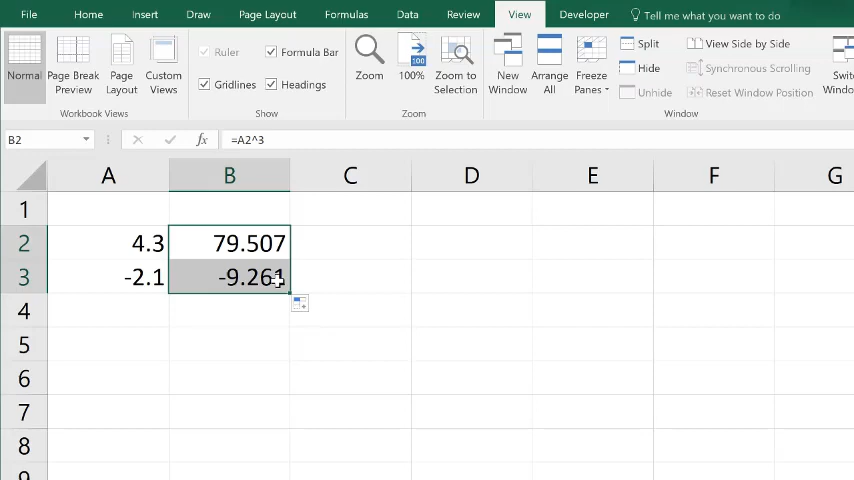 File Home Insert Draw Page Layout Formulas Data Review View Developer Tell me what you want to do
Normal Page Break Preview Page Layout Custom Views
Workbook Views
Ruler Formula Bar
Gridlines Headings
Show
Zoom 100% Zoom to Selection
Zoom
New Window Arrange All Freeze Panes
Split
Hide
Unhide
View Side by Side
Synchronous Scrolling
Reset Window Position
Window
B2 fx =A2^3
A B C D E F G
1
2 4.3 79.507
3 -2.1 -9.261
4
5
6
7
8